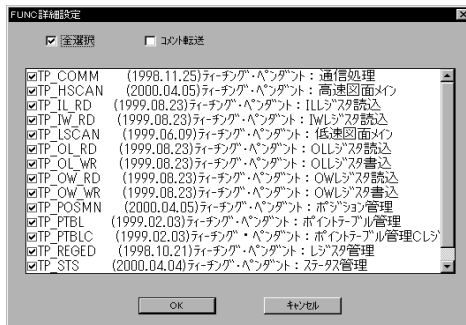 FUNC詳細設定
全選択 コメント転送
TP_COMM (1998.11.25)ティーチング・ペンダント：通信処理
TP_HSCAN (2000.04.05)ティーチング・ペンダント：高速図面メイン
TP_IL_RD (1999.08.23)ティーチング・ペンダント：ILレジスタ読込
TP_IW_RD (1999.08.23)ティーチング・ペンダント：IWレジスタ読込
TP_LSCAN (1999.06.09)ティーチング・ペンダント：低速図面メイン
TP_OL_RD (1999.08.23)ティーチング・ペンダント：OLレジスタ読込
TP_OL_WR (1999.08.23)ティーチング・ペンダント：OLレジスタ書込
TP_OW_RD (1999.08.23)ティーチング・ペンダント：OWレジスタ読込
TP_OW_WR (1999.08.23)ティーチング・ペンダント：OWレジスタ書込
TP_POSMN (2000.04.05)ティーチング・ペンダント：ポジション管理
TP_PTBL (1999.02.03)ティーチング・ペンダント：ポイントテーブル管理
TP_PTBLC (1999.02.03)ティーチング・ペンダント：ポイントテーブル管理CLジ
TP_REGED (1998.10.21)ティーチング・ペンダント：レジスタ管理
TP_STS (2000.04.04)ティーチング・ペンダント：ステータス管理
OK キャンセル